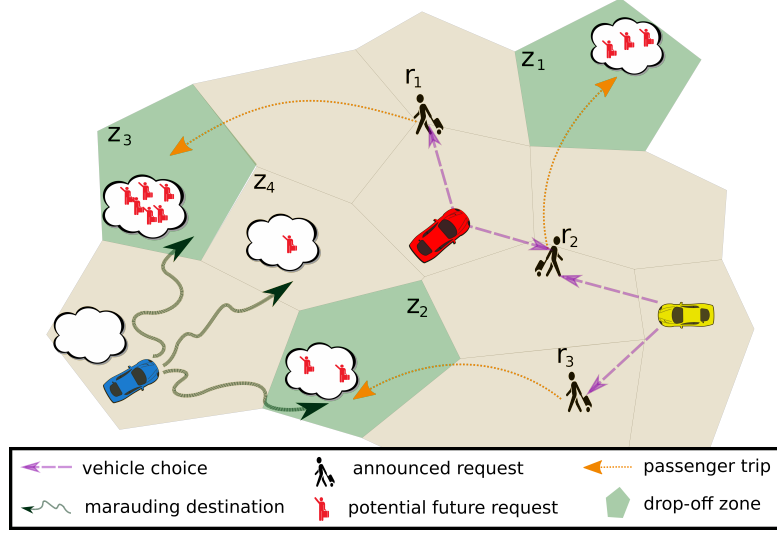 r1
z1
z3
z4
r2
z2
r3
vehicle choice
announced request
passenger trip
marauding destination
potential future request
drop-off zone